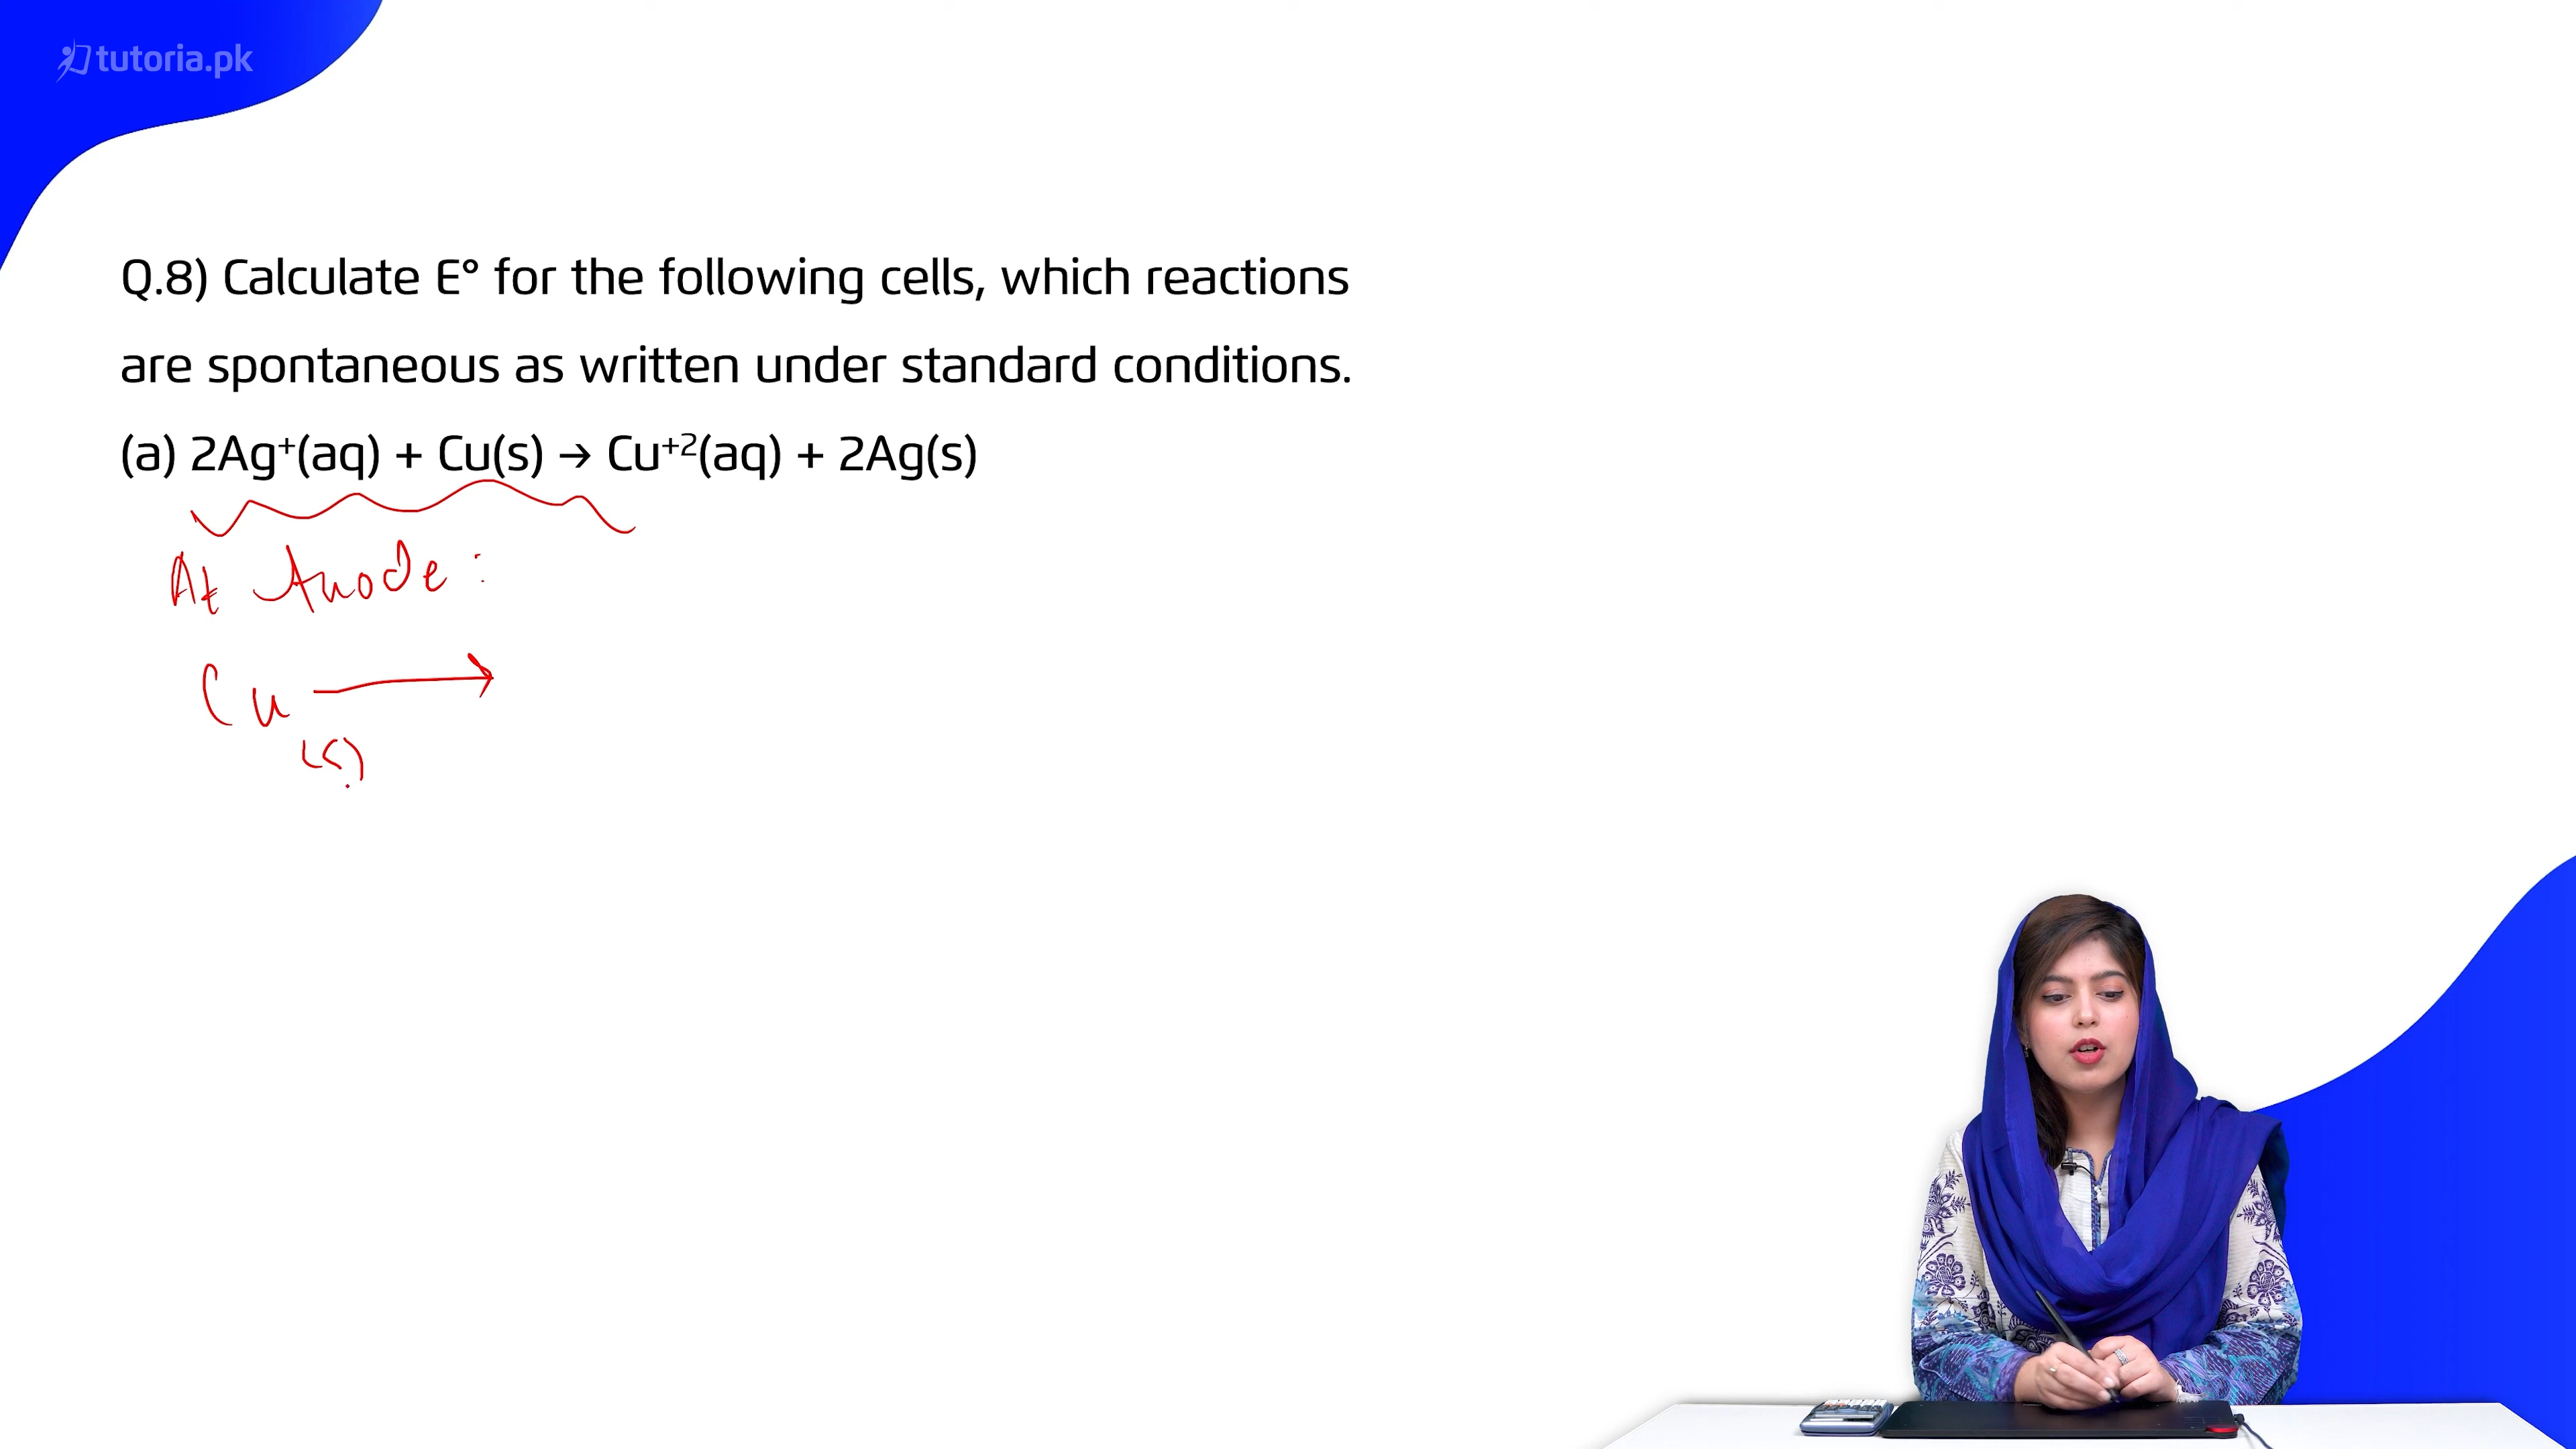 tutoria.pk
Q.8) Calculate E° for the following cells, which reactions
are spontaneous as written under standard conditions.
(a) 2Ag⁺(aq) + Cu(s) → Cu⁺²(aq) + 2Ag(s)
At Anode :
Cu →
(s)